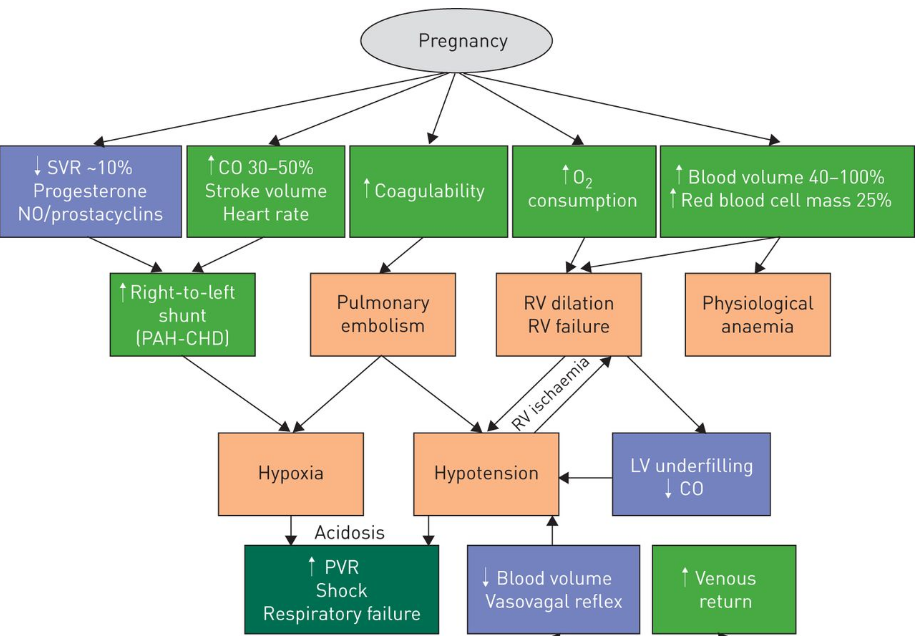 Pregnancy
↓ SVR ~10%
Progesterone
NO/prostacyclins
↑ CO 30–50%
Stroke volume
Heart rate
↑ Coagulability
↑ O₂
consumption
↑ Blood volume 40–100%
↑ Red blood cell mass 25%
↑ Right-to-left
shunt
(PAH-CHD)
Pulmonary
embolism
RV dilation
RV failure
Physiological
anaemia
RV ischaemia
Hypoxia
Hypotension
LV underfilling
↓ CO
Acidosis
↑ PVR
Shock
Respiratory failure
↓ Blood volume
Vasovagal reflex
↑ Venous
return